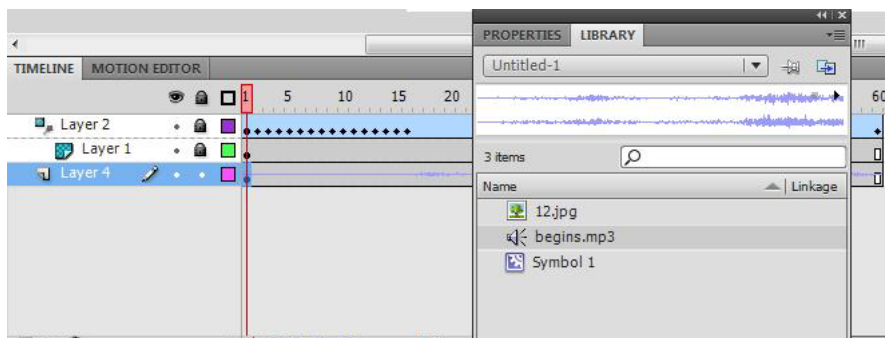 PROPERTIES LIBRARY
Untitled-1
TIMELINE MOTION EDITOR
1 5 10 15 20 60
Layer 2
Layer 1
Layer 4
3 items
Name Linkage
12.jpg
begins.mp3
Symbol 1